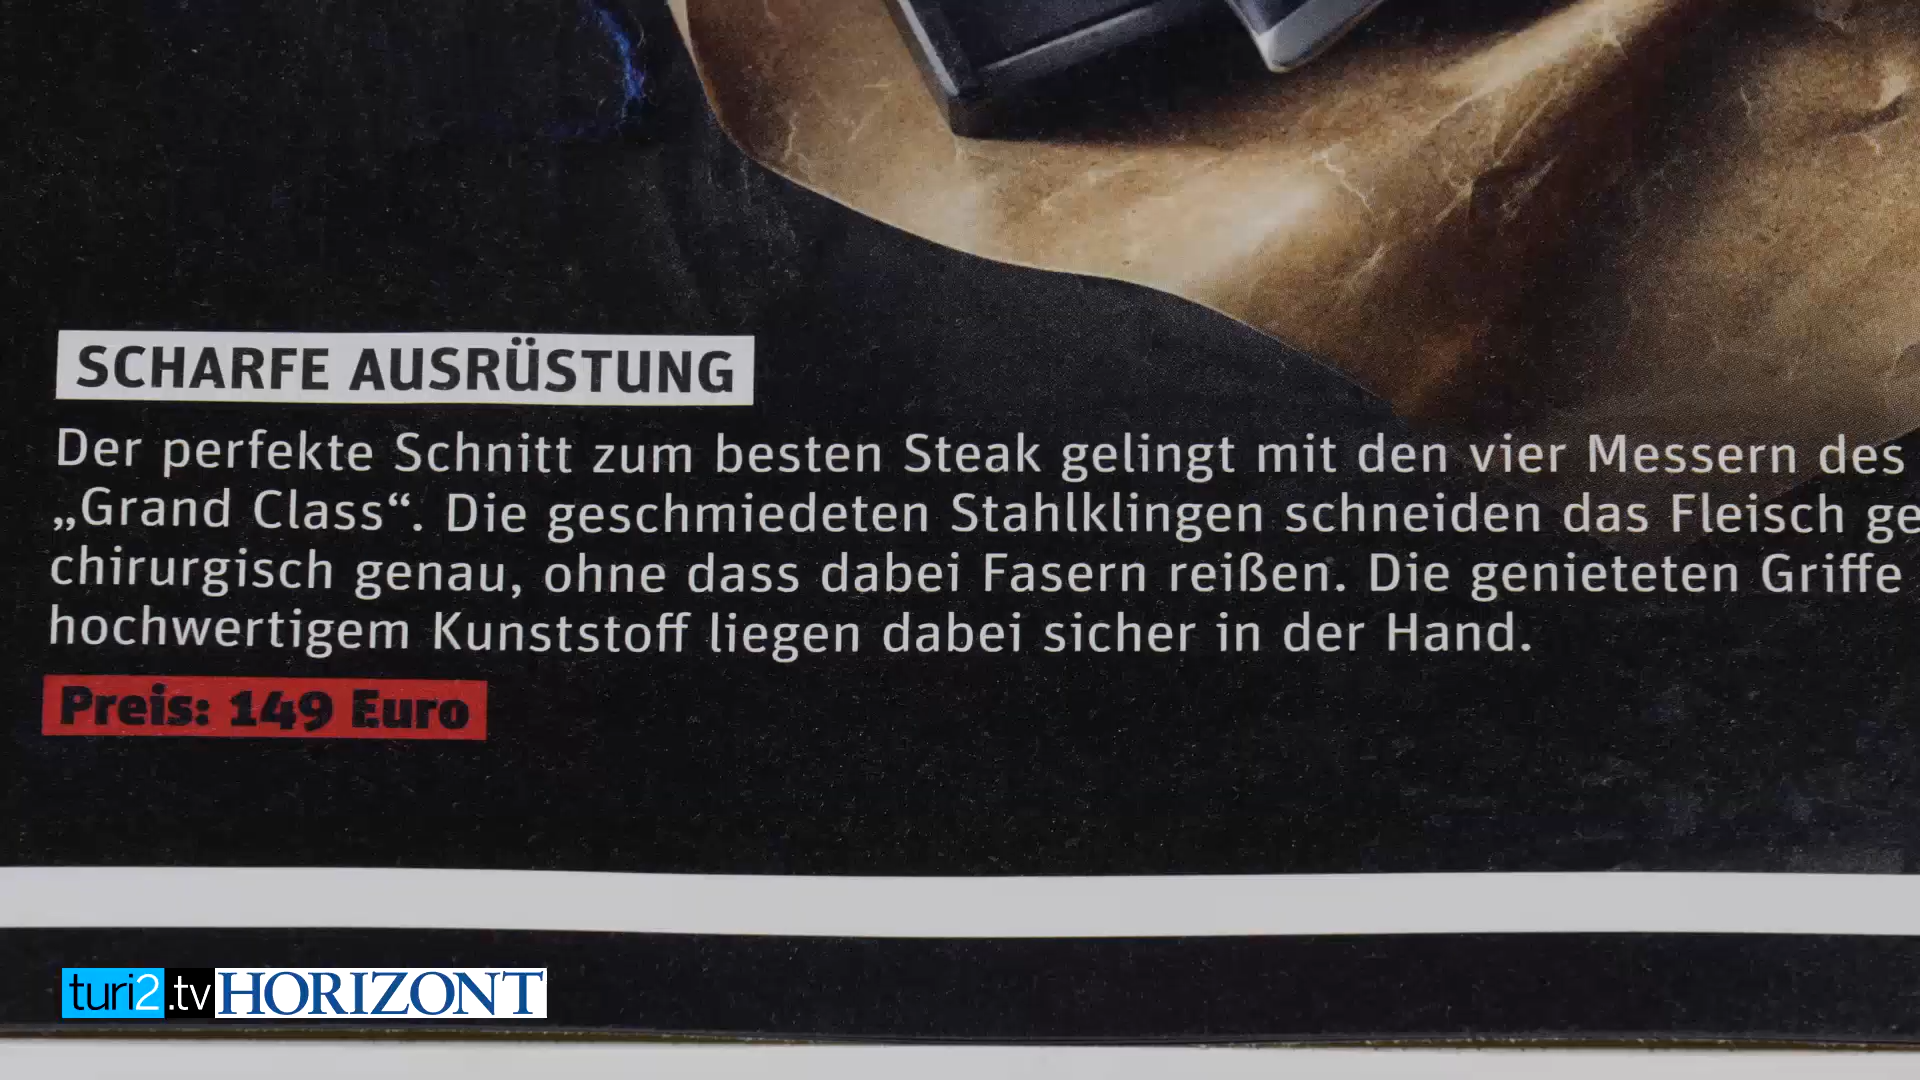 SCHARFE AUSRÜSTUNG
Der perfekte Schnitt zum besten Steak gelingt mit den vier Messern des
„Grand Class“. Die geschmiedeten Stahlklingen schneiden das Fleisch
chirurgisch genau, ohne dass dabei Fasern reißen. Die genieteten Griffe
hochwertigem Kunststoff liegen dabei sicher in der Hand.
Preis: 149 Euro
turi2.tv HORIZONT